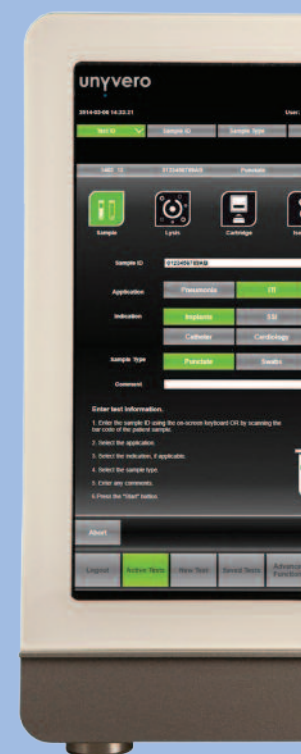 unyvero
2014-03-06 14:23:21 User:
Test ID Sample ID Sample Type
0123456789AB Punctate
Sample Lysis Cartridge
Sample ID 0123456789AB
Application Pneumonia ITI
Indication Implants SSI
Catheter Cardiology
Sample Type Punctate Swabs
Comment
Enter test information.
1. Enter the sample ID using the on-screen keyboard OR by scanning the
bar code of the patient sample.
2. Select the application.
3. Select the indication, if applicable.
4. Select the sample type.
5. Enter any comments.
6. Press the "Start" button.
Abort
Logout Active Tests New Test Saved Tests